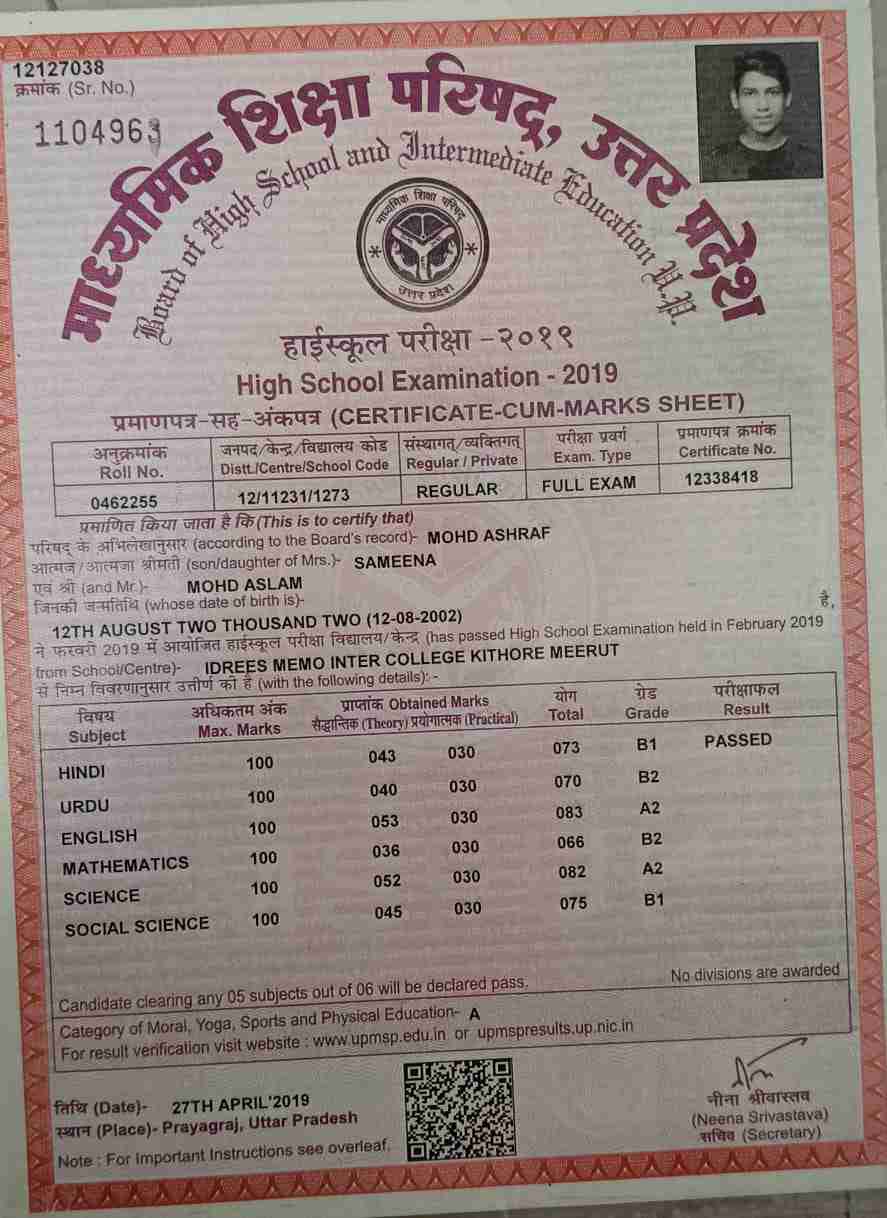 12127038
क्रमांक (Sr. No.)
1104963
माध्यमिक शिक्षा परिषद्, उत्तर प्रदेश
Board of High School and Intermediate Education U.P.
माध्यमिक शिक्षा परिषद्
उत्तर प्रदेश
हाईस्कूल परीक्षा -२०१९
High School Examination - 2019
प्रमाणपत्र-सह-अंकपत्र (CERTIFICATE-CUM-MARKS SHEET)
अनुक्रमांक जनपद/केन्द्र/विद्यालय कोड संस्थागत/व्यक्तिगत परीक्षा प्रवर्ग प्रमाणपत्र क्रमांक
Roll No. Distt./Centre/School Code Regular / Private Exam. Type Certificate No.
0462255 12/11231/1273 REGULAR FULL EXAM 12338418
प्रमाणित किया जाता है कि (This is to certify that)
परिषद के अभिलेखानुसार (according to the Board's record)- MOHD ASHRAF
आत्मज/आत्मजा श्रीमती (son/daughter of Mrs.)- SAMEENA
एवं श्री (and Mr.)- MOHD ASLAM
जिनकी जन्मतिथि (whose date of birth is)-
12TH AUGUST TWO THOUSAND TWO (12-08-2002) है,
ने फरवरी 2019 में आयोजित हाईस्कूल परीक्षा विद्यालय/केन्द्र (has passed High School Examination held in February 2019
from School/Centre)- IDREES MEMO INTER COLLEGE KITHORE MEERUT
से निम्न विवरणानुसार उत्तीर्ण की है (with the following details):-
विषय अधिकतम अंक प्राप्तांक Obtained Marks योग ग्रेड परीक्षाफल
Subject Max. Marks सैद्धान्तिक (Theory) प्रयोगात्मक (Practical) Total Grade Result
HINDI 100 043 030 073 B1 PASSED
URDU 100 040 030 070 B2
ENGLISH 100 053 030 083 A2
MATHEMATICS 100 036 030 066 B2
SCIENCE 100 052 030 082 A2
SOCIAL SCIENCE 100 045 030 075 B1
Candidate clearing any 05 subjects out of 06 will be declared pass. No divisions are awarded
Category of Moral, Yoga, Sports and Physical Education- A
For result verification visit website : www.upmsp.edu.in or upmspresults.up.nic.in
तिथि (Date)- 27TH APRIL'2019
स्थान (Place)- Prayagraj, Uttar Pradesh
Note : For Important Instructions see overleaf.
नीना श्रीवास्तव
(Neena Srivastava)
सचिव (Secretary)